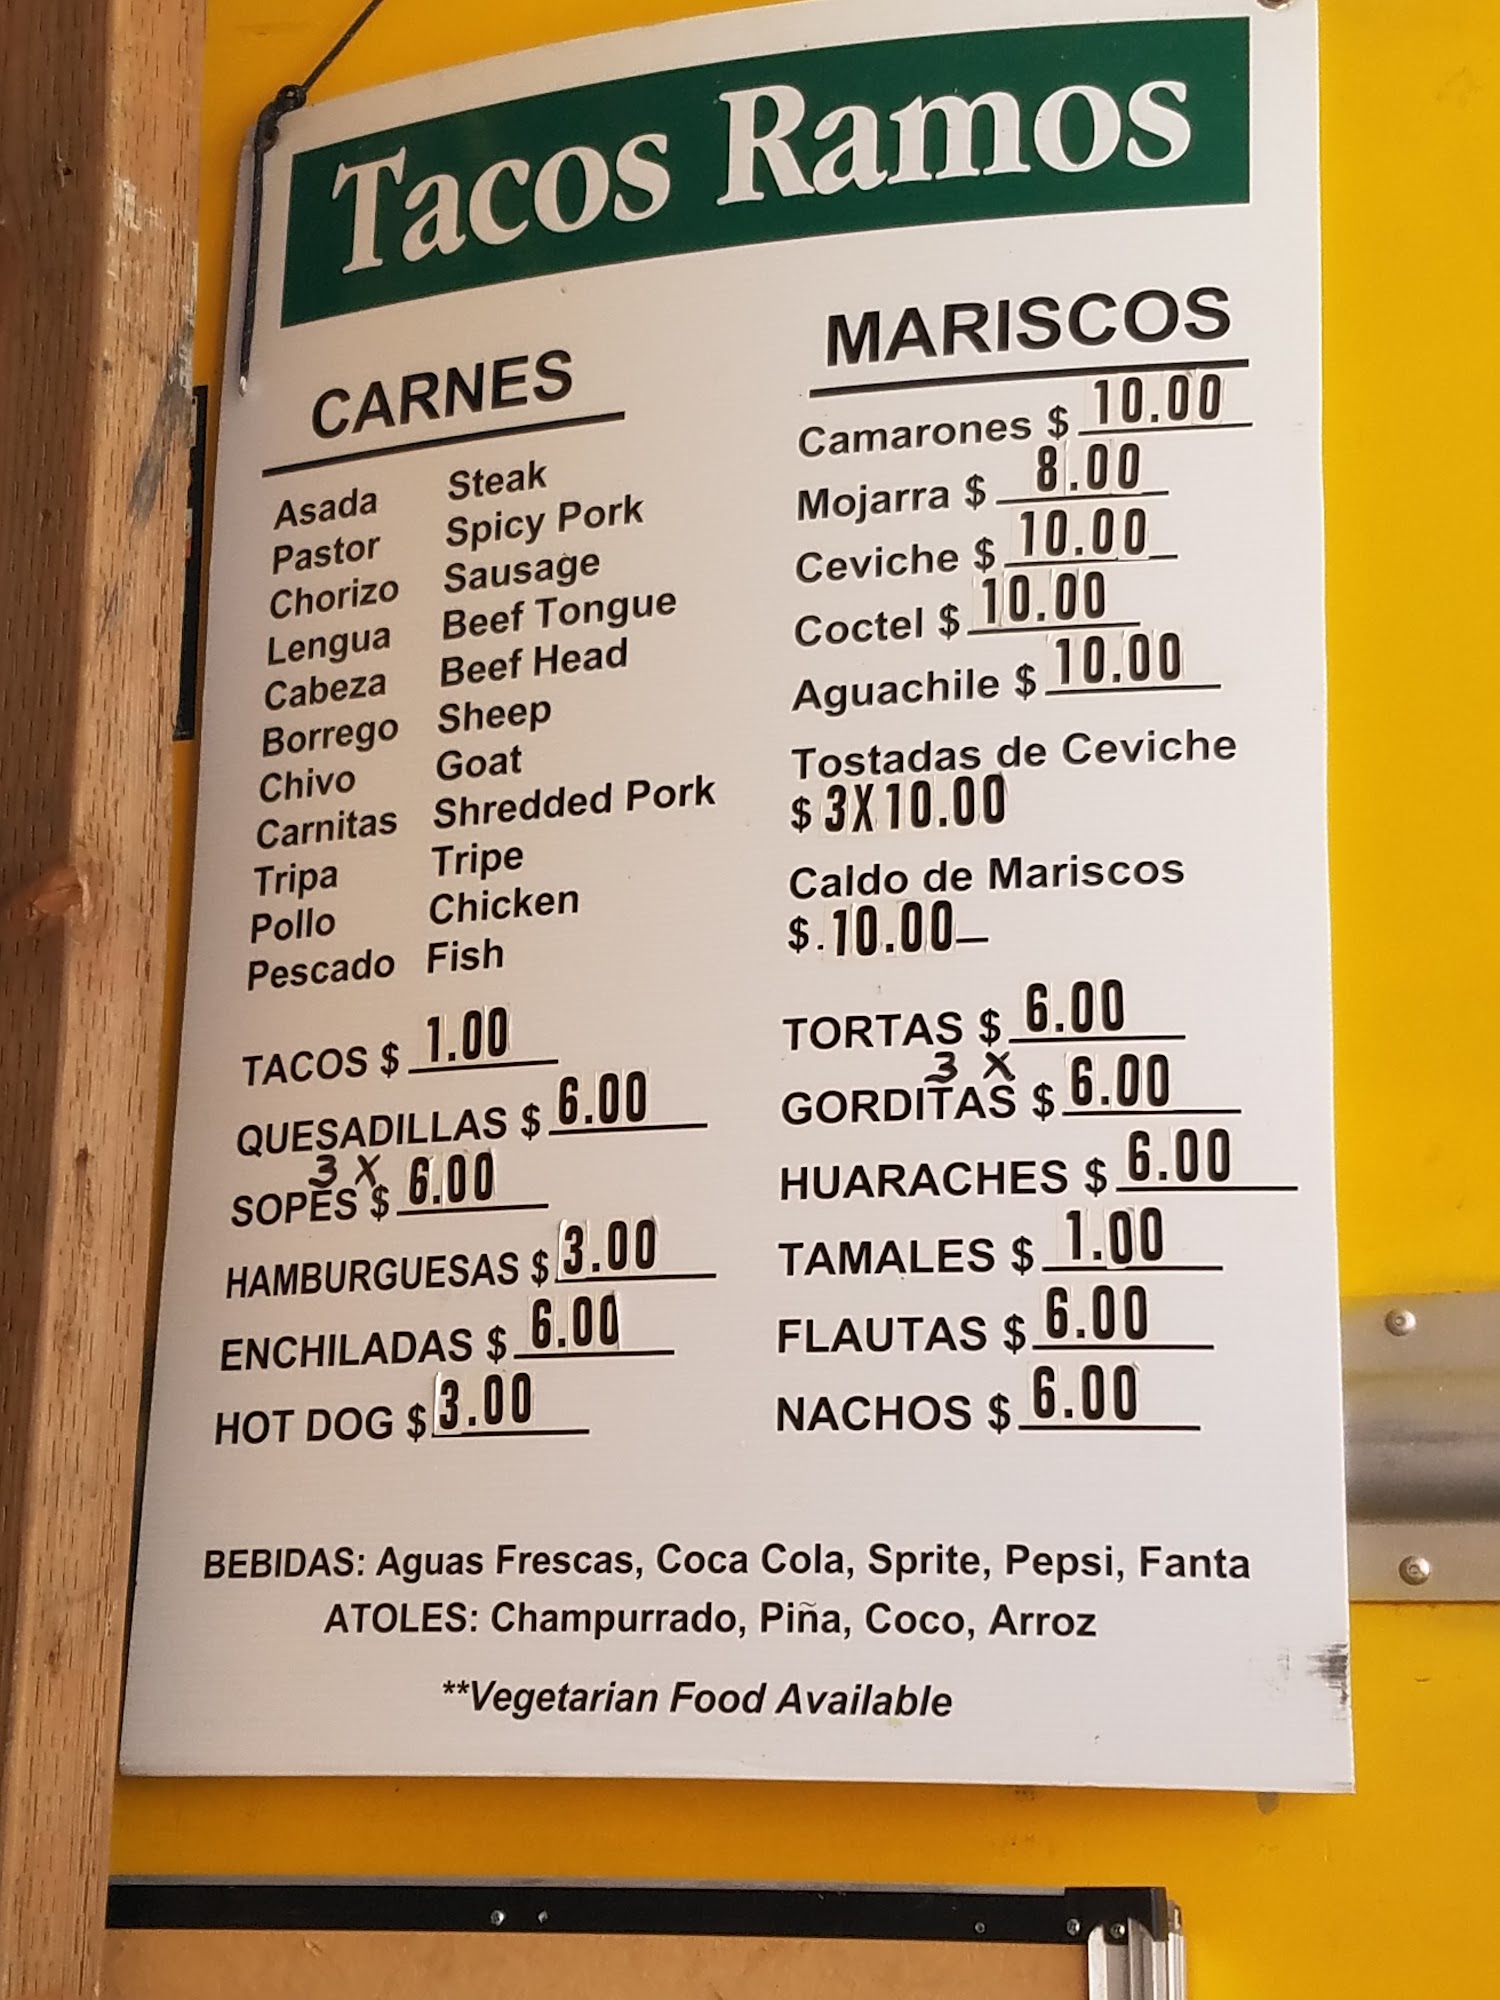 Tacos Ramos
CARNES
Asada Steak
Pastor Spicy Pork
Chorizo Sausage
Lengua Beef Tongue
Cabeza Beef Head
Borrego Sheep
Chivo Goat
Carnitas Shredded Pork
Tripa Tripe
Pollo Chicken
Pescado Fish
TACOS $ 1.00
QUESADILLAS $ 6.00
3 X
SOPES $ 6.00
HAMBURGUESAS $ 3.00
ENCHILADAS $ 6.00
HOT DOG $ 3.00
MARISCOS
Camarones $ 10.00
Mojarra $ 8.00
Ceviche $ 10.00
Coctel $ 10.00
Aguachile $ 10.00
Tostadas de Ceviche
$ 3X10.00
Caldo de Mariscos
$.10.00
TORTAS $ 6.00
3 X
GORDITAS $ 6.00
HUARACHES $ 6.00
TAMALES $ 1.00
FLAUTAS $ 6.00
NACHOS $ 6.00
BEBIDAS: Aguas Frescas, Coca Cola, Sprite, Pepsi, Fanta
ATOLES: Champurrado, Piña, Coco, Arroz
**Vegetarian Food Available